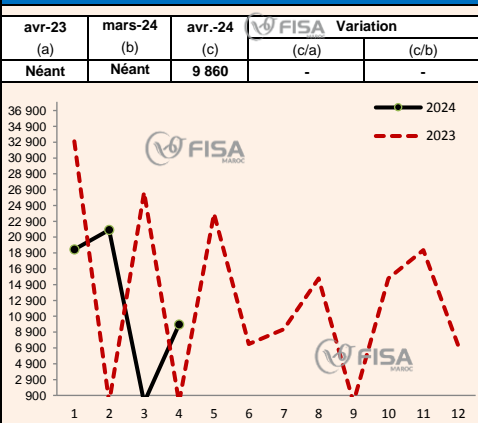 avr-23 mars-24 avr.-24 FISA Variation
(a) (b) (c) (c/a) (c/b)
Néant Néant 9 860 - -
36 900
34 900
32 900
30 900
28 900
26 900
24 900
22 900
20 900
18 900
16 900
14 900
12 900
10 900
8 900
6 900
4 900
2 900
900
2024
2023
FISA
MAROC
FISA
MAROC
1 2 3 4 5 6 7 8 9 10 11 12